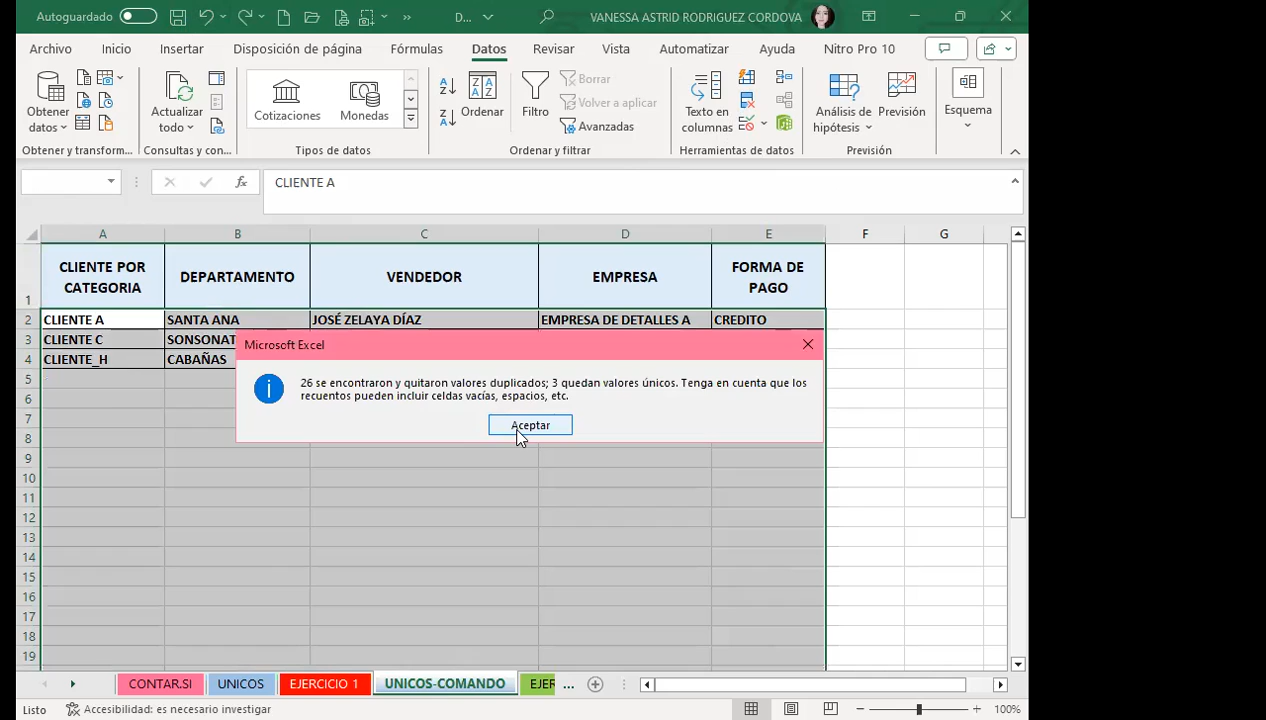 Autoguardado
D...
VANESSA ASTRID RODRIGUEZ CORDOVA
Archivo Inicio Insertar Disposición de página Fórmulas Datos Revisar Vista Automatizar Ayuda Nitro Pro 10
Obtener datos
Actualizar todo
Cotizaciones
Monedas
Ordenar
Filtro
Borrar
Volver a aplicar
Avanzadas
Texto en columnas
Análisis de hipótesis
Previsión
Esquema
Obtener y transform... Consultas y con... Tipos de datos Ordenar y filtrar Herramientas de datos Previsión
fx CLIENTE A
A B C D E F G
1 CLIENTE POR CATEGORIA DEPARTAMENTO VENDEDOR EMPRESA FORMA DE PAGO
2 CLIENTE A SANTA ANA JOSÉ ZELAYA DÍAZ EMPRESA DE DETALLES A CREDITO
3 CLIENTE C SONSONAT
4 CLIENTE_H CABAÑAS
Microsoft Excel
26 se encontraron y quitaron valores duplicados; 3 quedan valores únicos. Tenga en cuenta que los
recuentos pueden incluir celdas vacías, espacios, etc.
Aceptar
5
6
7
8
9
10
11
12
13
14
15
16
17
18
19
CONTAR.SI UNICOS EJERCICIO 1 UNICOS-COMANDO EJER ...
Listo Accesibilidad: es necesario investigar 100%